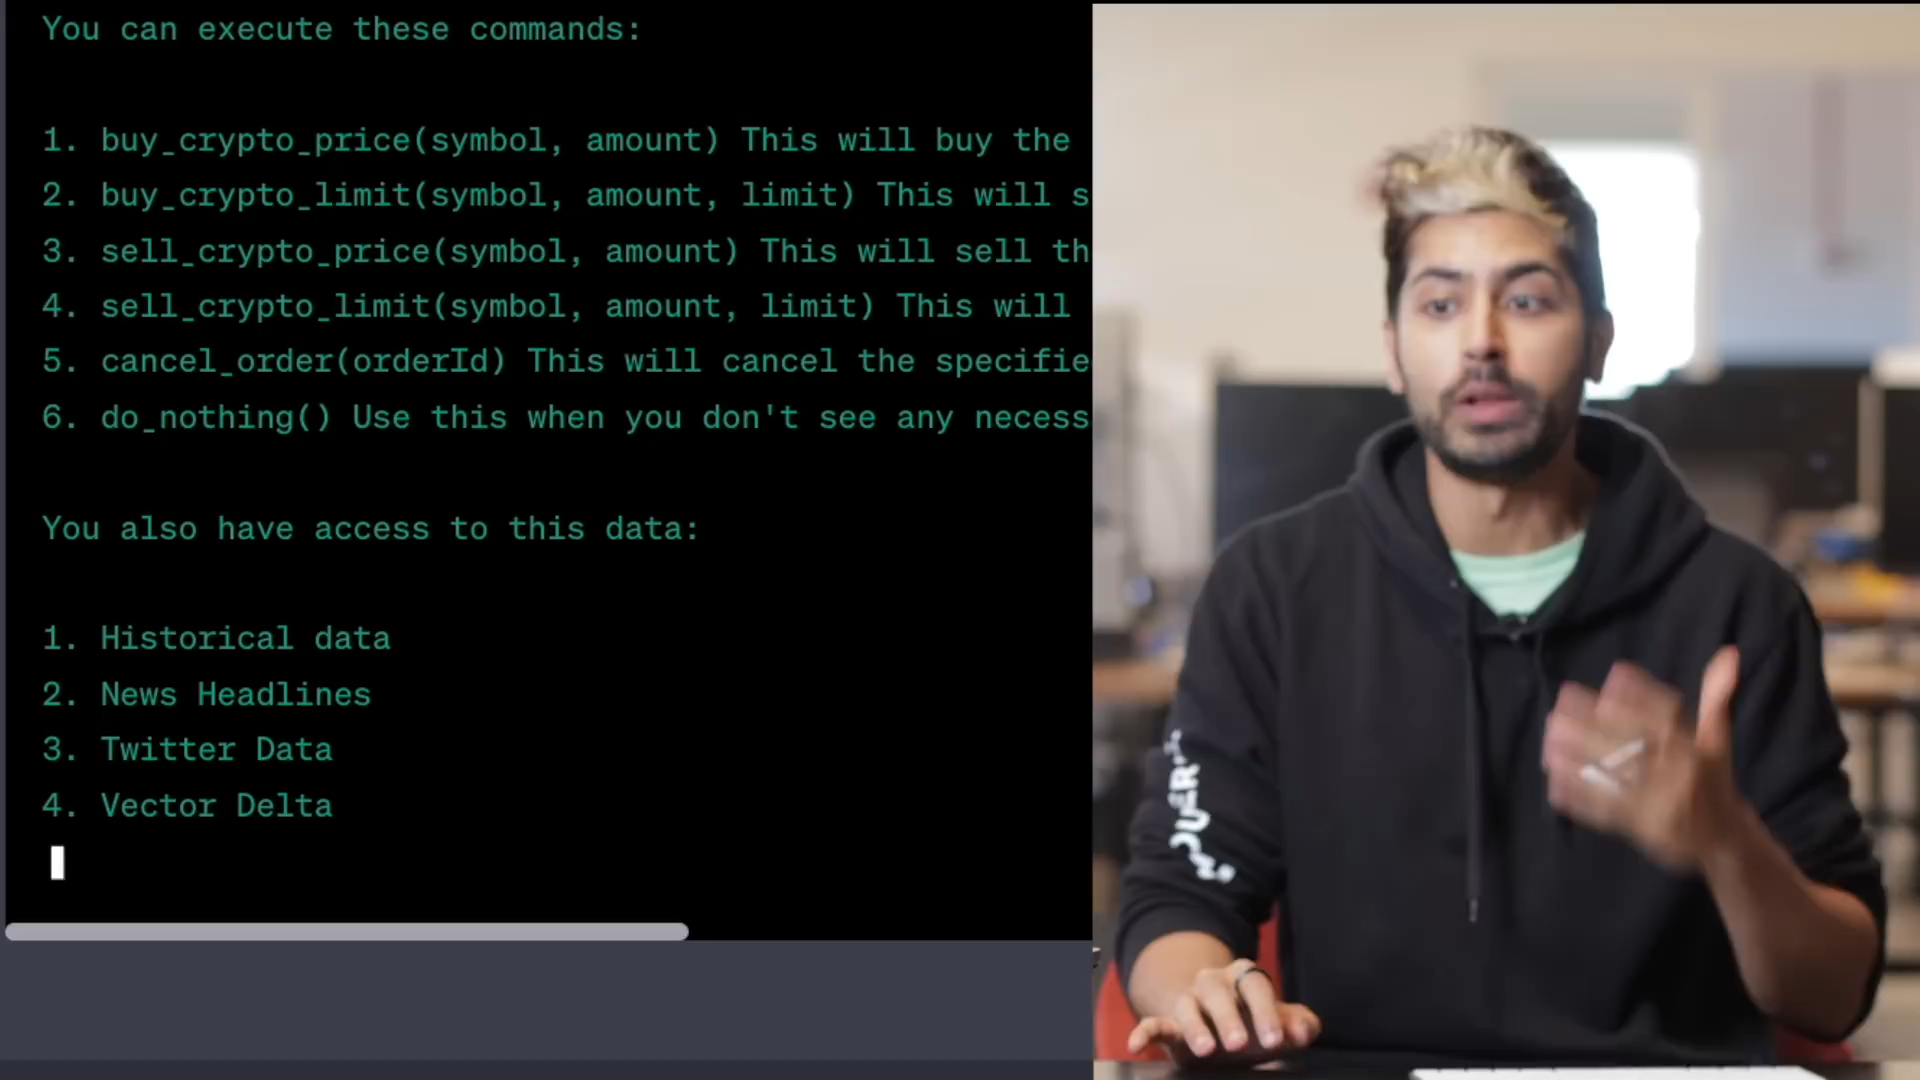 You can execute these commands:
1. buy_crypto_price(symbol, amount) This will buy the
2. buy_crypto_limit(symbol, amount, limit) This will s
3. sell_crypto_price(symbol, amount) This will sell th
4. sell_crypto_limit(symbol, amount, limit) This will
5. cancel_order(orderId) This will cancel the specifie
6. do_nothing() Use this when you don't see any necess
You also have access to this data:
1. Historical data
2. News Headlines
3. Twitter Data
4. Vector Delta